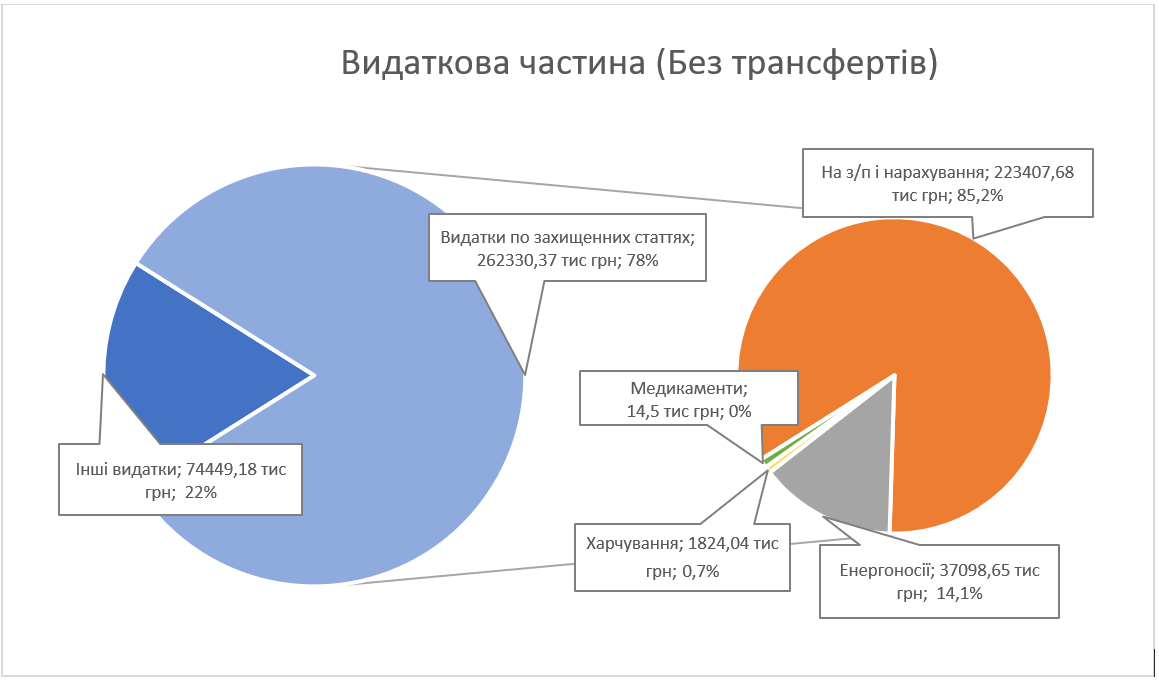 Видаткова частина (Без трансфертів)
На з/п і нарахування; 223407,68
тис грн; 85,2%
Видатки по захищенних статтях;
262330,37 тис грн; 78%
Медикаменти;
14,5 тис грн; 0%
Інші видатки; 74449,18 тис
грн;  22%
Харчування; 1824,04 тис
грн; 0,7%
Енергоносії; 37098,65 тис
грн;  14,1%